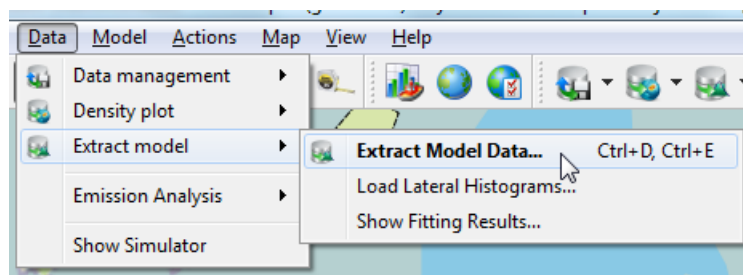 Data Model Actions Map View Help
Data management
Density plot
Extract model
Extract Model Data... Ctrl+D, Ctrl+E
Load Lateral Histograms...
Emission Analysis
Show Fitting Results...
Show Simulator